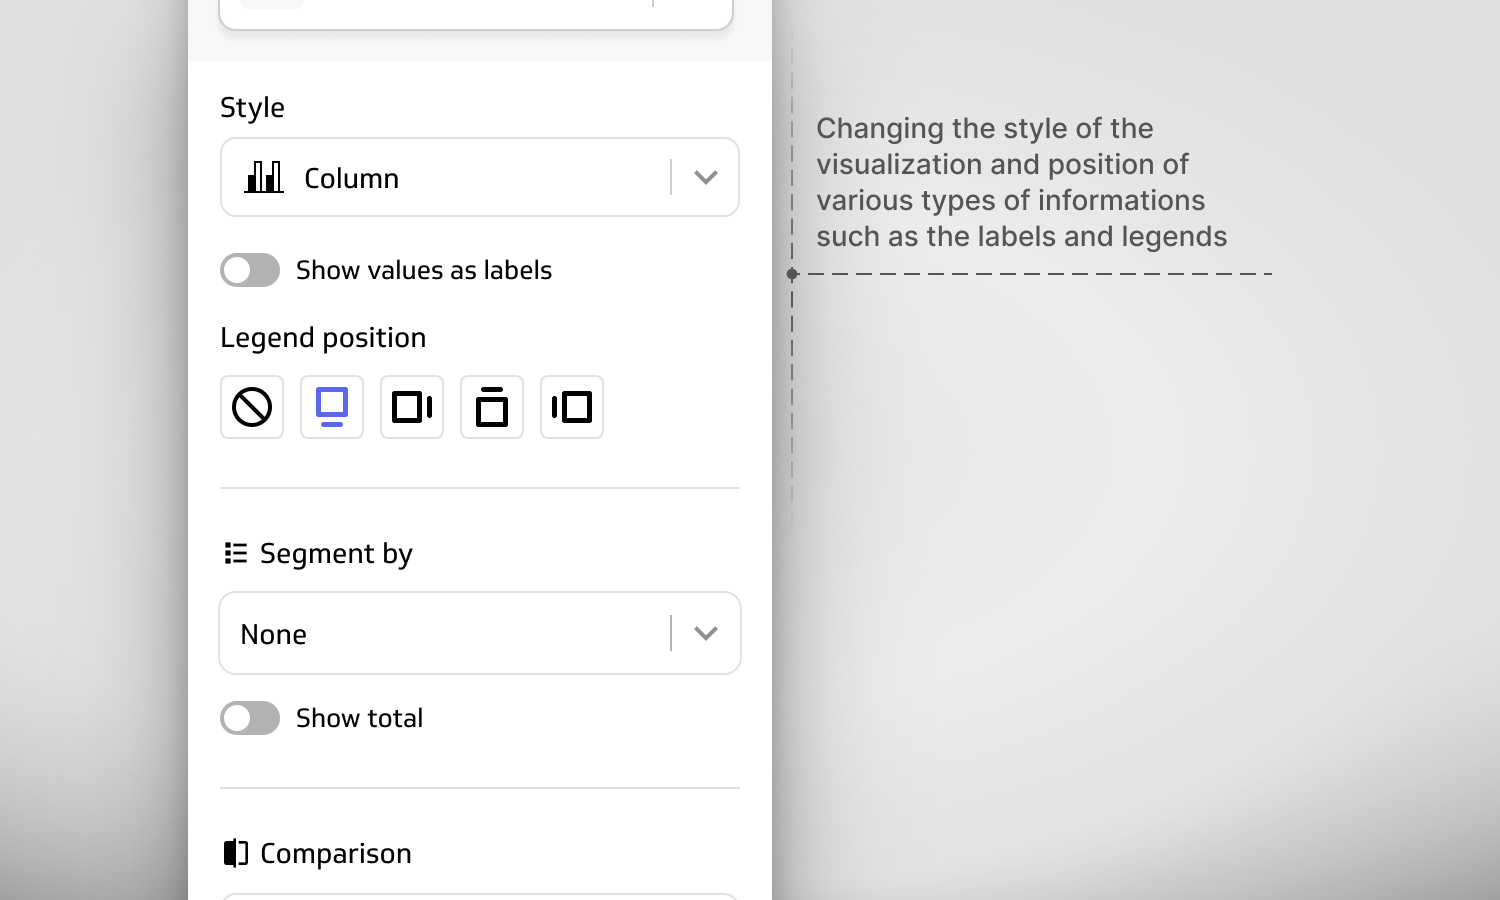 Style
Column
Show values as labels
Legend position
Segment by
None
Show total
Comparison
Changing the style of the
visualization and position of
various types of informations
such as the labels and legends